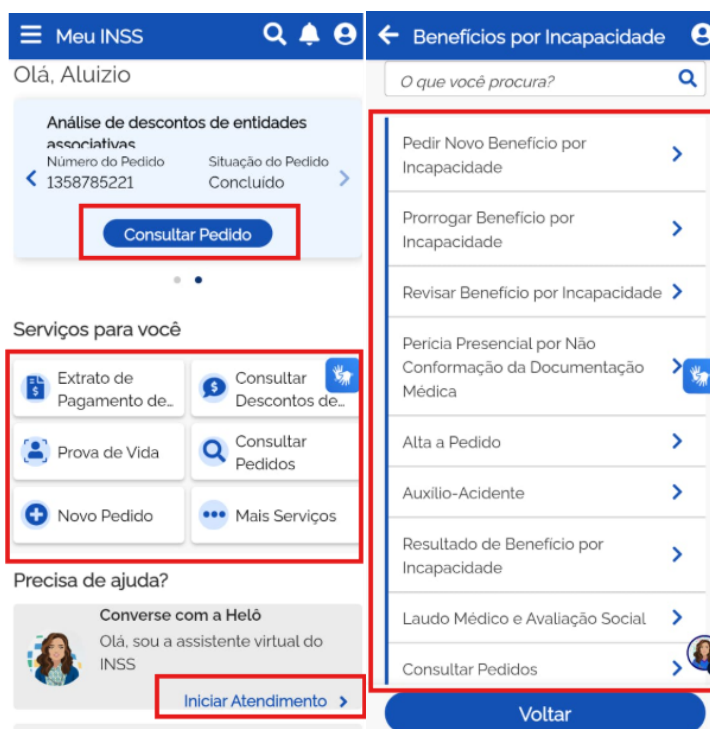 Meu INSS
Olá, Aluizio
Análise de descontos de entidades
associativas
Número do Pedido
Situação do Pedido
1358785221
Concluído
Consultar Pedido
Serviços para você
Extrato de
Pagamento de...
Consultar
Descontos de...
Prova de Vida
Consultar
Pedidos
Novo Pedido
Mais Serviços
Precisa de ajuda?
Converse com a Helô
Olá, sou a assistente virtual do
INSS
Iniciar Atendimento
Benefícios por Incapacidade
O que você procura?
Pedir Novo Benefício por
Incapacidade
Prorrogar Benefício por
Incapacidade
Revisar Benefício por Incapacidade
Perícia Presencial por Não
Conformação da Documentação
Médica
Alta a Pedido
Auxílio-Acidente
Resultado de Benefício por
Incapacidade
Laudo Médico e Avaliação Social
Consultar Pedidos
Voltar